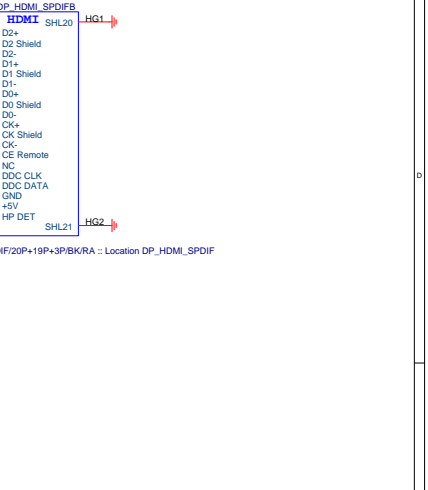 DP_HDMI_SPDIFB
HDMI SHL20 HG1
D2+
D2 Shield
D2-
D1+
D1 Shield
D1-
D0+
D0 Shield
D0-
CK+
CK Shield
CK-
CE Remote
NC
DDC CLK
DDC DATA
GND
+5V
HP DET
SHL21 HG2
IF/20P+19P+3P/BK/RA :: Location DP_HDMI_SPDIF
D